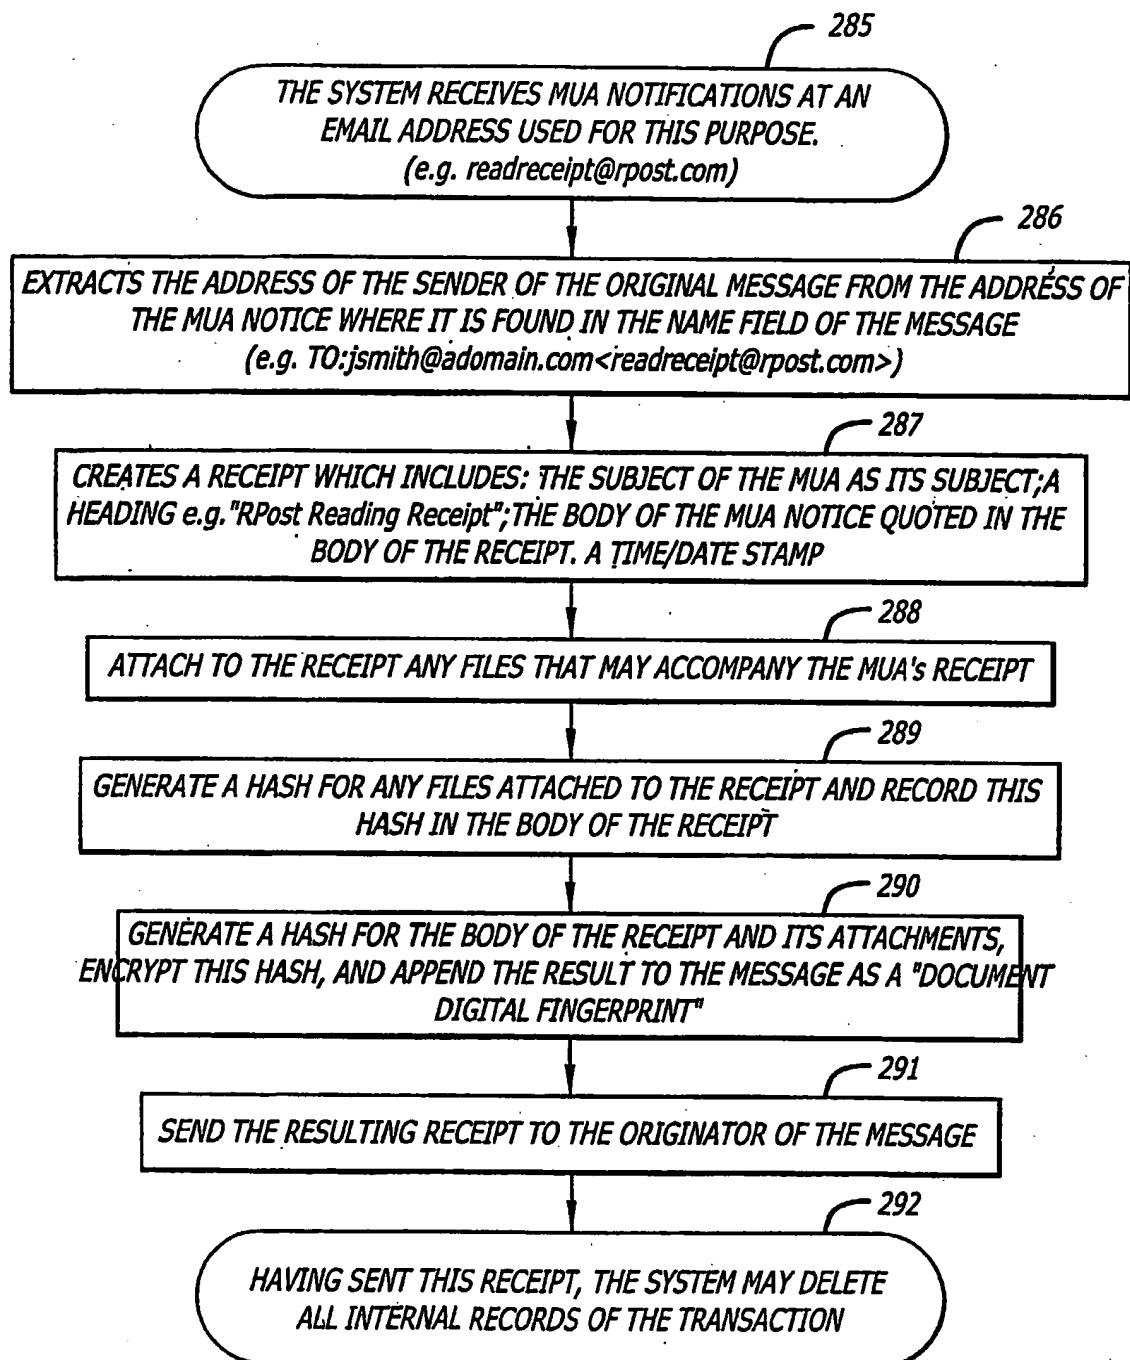 285
THE SYSTEM RECEIVES MUA NOTIFICATIONS AT AN
EMAIL ADDRESS USED FOR THIS PURPOSE.
(e.g. readreceipt@rpost.com)
286
EXTRACTS THE ADDRESS OF THE SENDER OF THE ORIGINAL MESSAGE FROM THE ADDRESS OF
THE MUA NOTICE WHERE IT IS FOUND IN THE NAME FIELD OF THE MESSAGE
(e.g. TO:jsmith@adomain.com<readreceipt@rpost.com>)
287
CREATES A RECEIPT WHICH INCLUDES: THE SUBJECT OF THE MUA AS ITS SUBJECT;A
HEADING e.g."RPost Reading Receipt";THE BODY OF THE MUA NOTICE QUOTED IN THE
BODY OF THE RECEIPT. A TIME/DATE STAMP
288
ATTACH TO THE RECEIPT ANY FILES THAT MAY ACCOMPANY THE MUA's RECEIPT
289
GENERATE A HASH FOR ANY FILES ATTACHED TO THE RECEIPT AND RECORD THIS
HASH IN THE BODY OF THE RECEIPT
290
GENERATE A HASH FOR THE BODY OF THE RECEIPT AND ITS ATTACHMENTS,
ENCRYPT THIS HASH, AND APPEND THE RESULT TO THE MESSAGE AS A "DOCUMENT
DIGITAL FINGERPRINT"
291
SEND THE RESULTING RECEIPT TO THE ORIGINATOR OF THE MESSAGE
292
HAVING SENT THIS RECEIPT, THE SYSTEM MAY DELETE
ALL INTERNAL RECORDS OF THE TRANSACTION